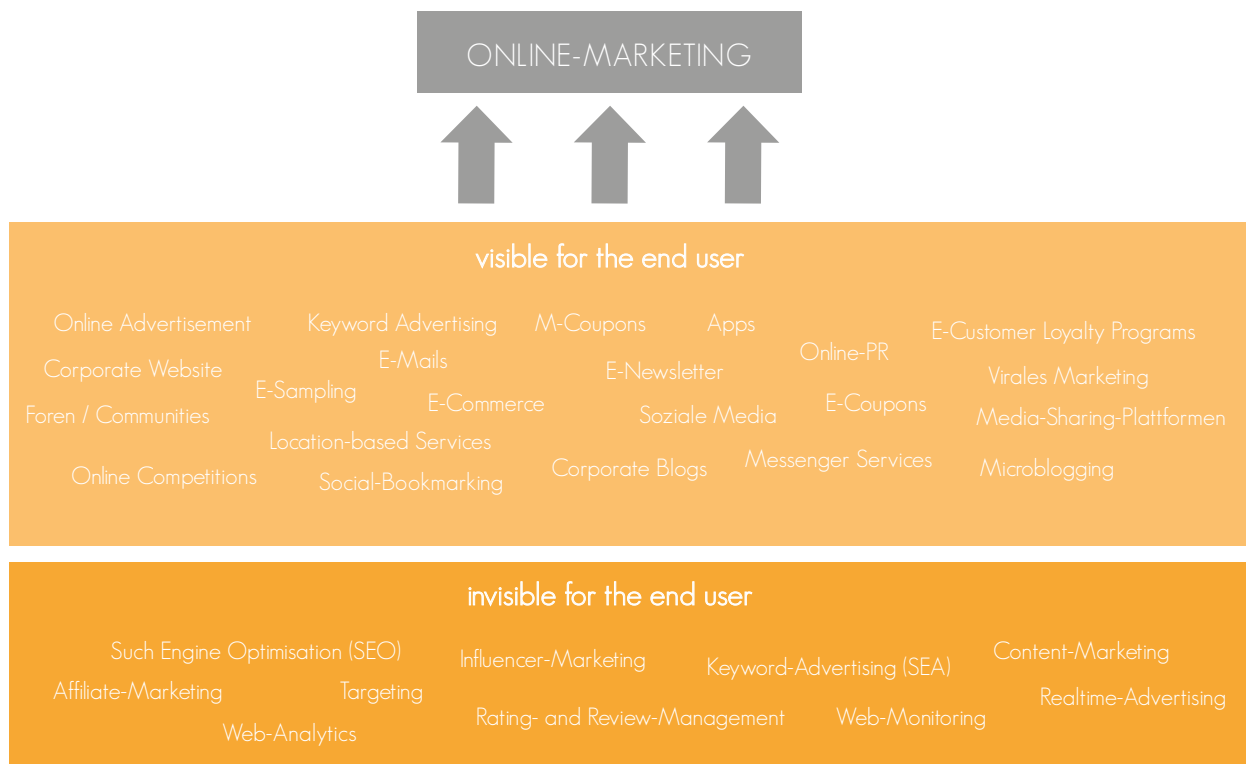 ONLINE-MARKETING
visible for the end user
Online Advertisement
Keyword Advertising
M-Coupons
Apps
E-Customer Loyalty Programs
Online-PR
E-Mails
Corporate Website
E-Newsletter
Virales Marketing
E-Sampling
E-Commerce
E-Coupons
Foren / Communities
Soziale Media
Media-Sharing-Plattformen
Location-based Services
Messenger Services
Corporate Blogs
Microblogging
Online Competitions
Social-Bookmarking
invisible for the end user
Such Engine Optimisation (SEO)
Influencer-Marketing
Keyword-Advertising (SEA)
Content-Marketing
Affiliate-Marketing
Targeting
Realtime-Advertising
Rating- and Review-Management
Web-Monitoring
Web-Analytics